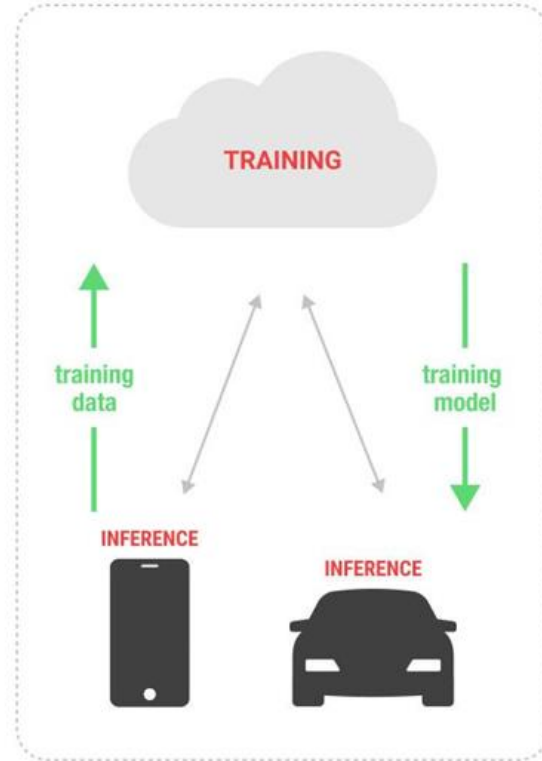 TRAINING
training
data
training
model
INFERENCE
INFERENCE